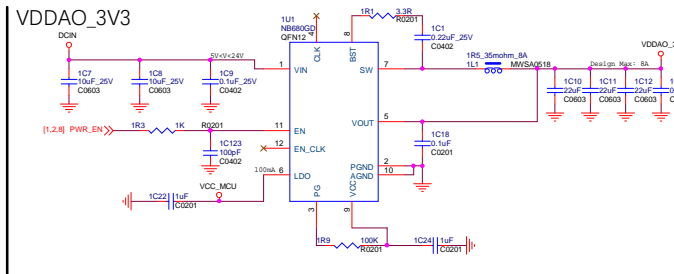 VDDAO_3V3
DCIN
5V<V<24V
1C7
10uF_25V
C0603
1C8
10uF_25V
C0603
1C9
0.1uF_25V
C0402
1U1
NB680GD
QFN12
1R1
3.3R
R0201
1C1
0.22uF_25V
C0402
4
CLK
8
BST
1
VIN
SW
7
1R5_35mohm_8A
1L1
MWSA0518
Design Max: 8A
VDDAO_3
1C10
22uF
C0603
1C11
22uF
C0603
1C12
22uF
C0603
[1,2,8] PWR_EN
1R3
1K
R0201
1C123
100pF
C0402
11
EN
12
EN_CLK
100mA
6
LDO
VOUT
5
1C18
0.1uF
C0201
PGND
2
AGND
10
VCC_MCU
1C22
1uF
C0201
PG
3
VCC
9
1R9
100K
R0201
1C24
1uF
C0201